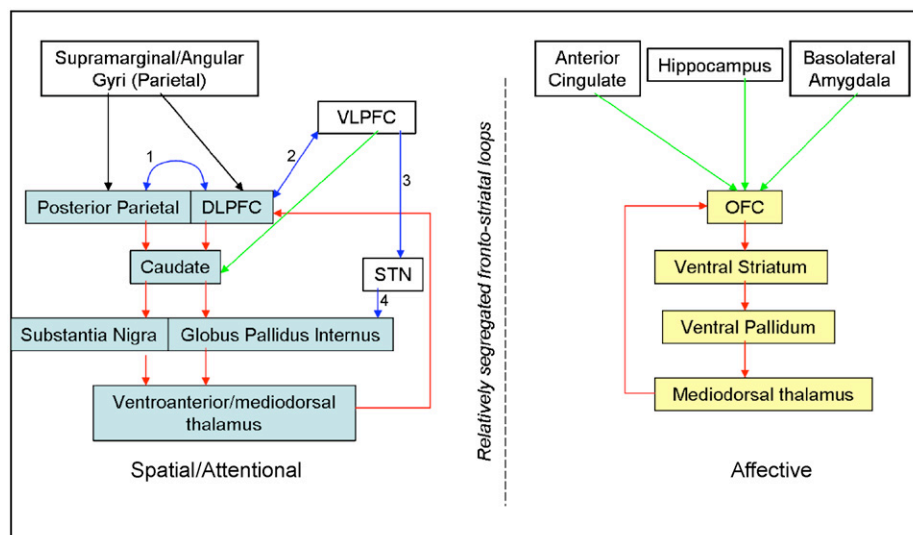 Supramarginal/Angular
Gyri (Parietal)
VLPFC
1
2
3
Posterior Parietal
DLPFC
Caudate
STN
4
Substantia Nigra
Globus Pallidus Internus
Ventroanterior/mediodorsal
thalamus
Spatial/Attentional
Relatively segregated fronto-striatal loops
Anterior
Cingulate
Hippocampus
Basolateral
Amygdala
OFC
Ventral Striatum
Ventral Pallidum
Mediodorsal thalamus
Affective